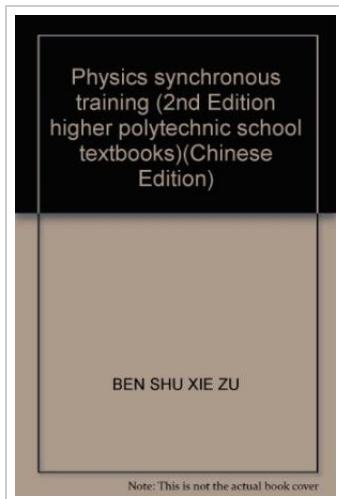 Physics synchronous
training (2nd Edition
higher polytechnic school
textbooks)(Chinese
Edition)
BEN SHU XIE ZU
Note: This is not the actual book cover